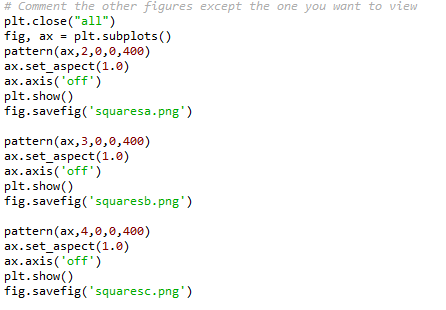 # Comment the other figures except the one you want to view
plt.close("all")
fig, ax = plt.subplots()
pattern(ax,2,0,0,400)
ax.set_aspect(1.0)
ax.axis('off')
plt.show()
fig.savefig('squaresa.png')
pattern(ax,3,0,0,400)
ax.set_aspect(1.0)
ax.axis('off')
plt.show()
fig.savefig('squaresb.png')
pattern(ax,4,0,0,400)
ax.set_aspect(1.0)
ax.axis('off')
plt.show()
fig.savefig('squaresc.png')